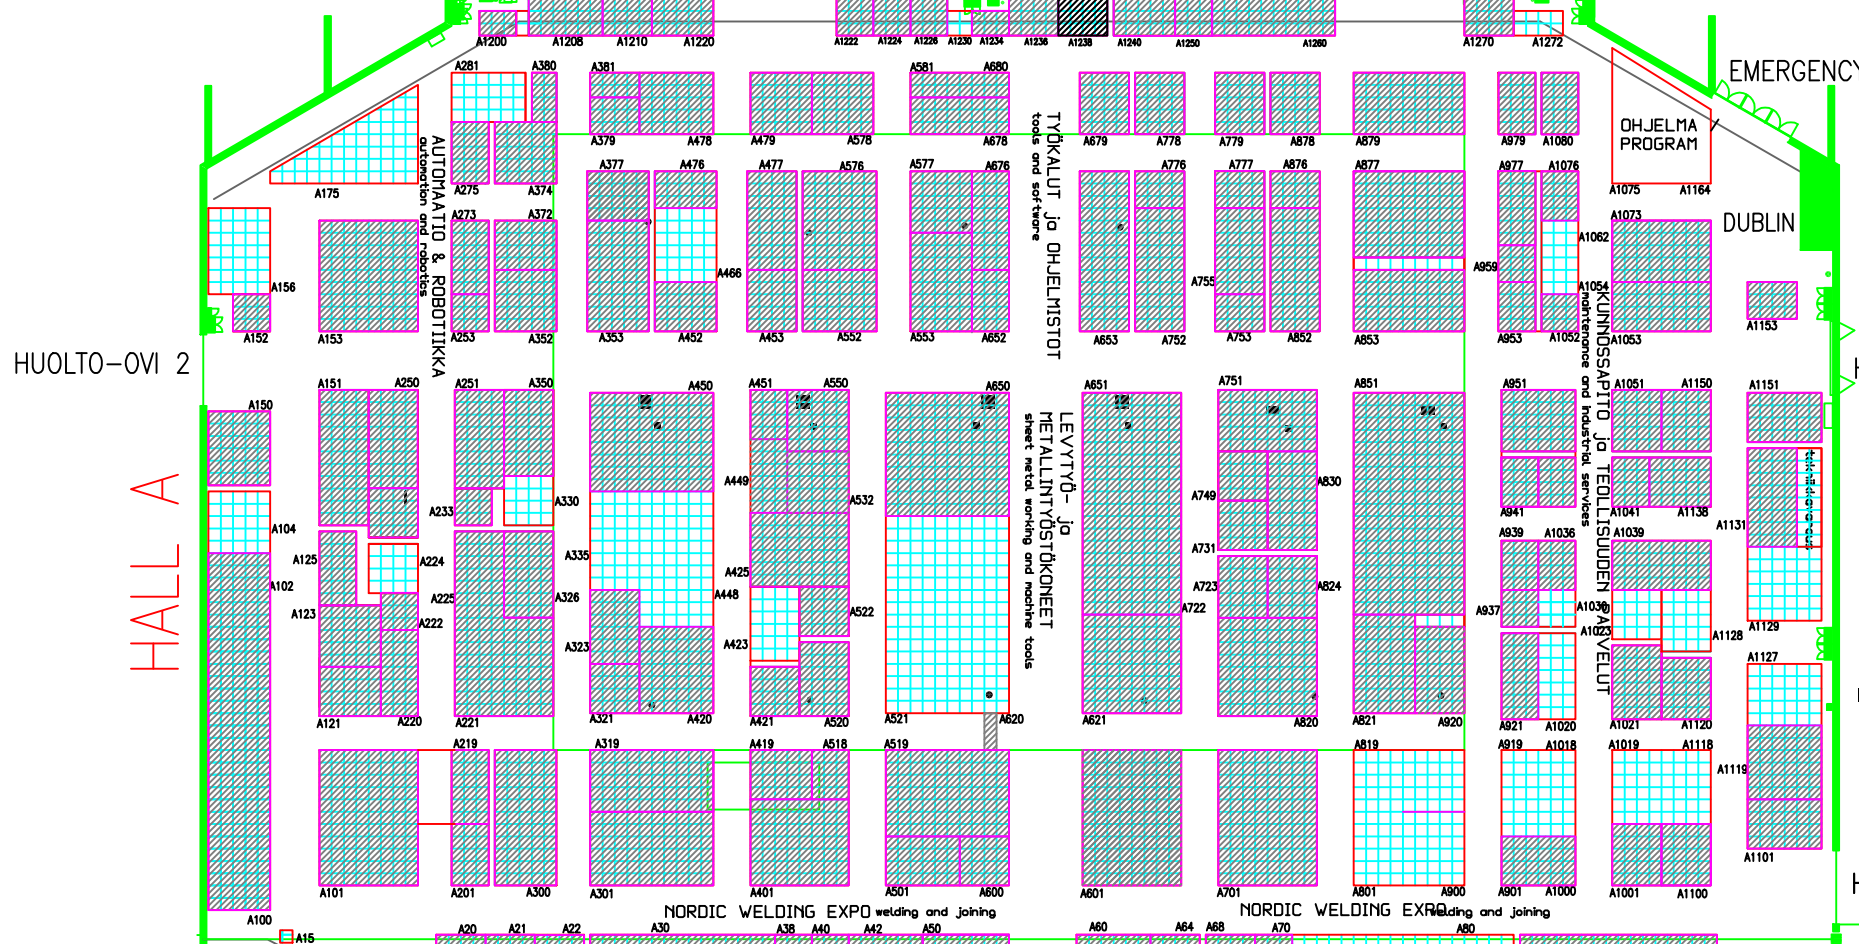 A1200 A1208 A1210 A1220 A1222 A1224 A1226 A1230 A1234 A1236 A1238 A1240 A1250 A1260 A1270 A1272
A281 A380 A381 A581 A680
EMERGENCY
OHJELMA /
PROGRAM
A379 A478 A479 A578 A678 A679 A778 A779 A878 A879 A979 A1080
A377 A476 A477 A576 A577 A676 A776 A777 A876 A877 A977 A1076
A175 A275 A374 A1075 A1164
AUTOMAATIO & ROBOTIIKKA
automation and robotics
TYÖKALUT ja OHJELMISTOT
tools and software
A273 A372 A1073
DUBLIN
A1062
A156 A466 A755 A959 A1054
A152 A153 A253 A352 A353 A452 A453 A552 A553 A652 A653 A752 A753 A852 A853 A953 A1052 A1053 A1153
KUNNOSSAPITO ja TEOLLISUUDEN PALVELUT
maintenance and industrial services
HUOLTO-OVI 2
H
A151 A250 A251 A350 A450 A451 A550 A650 A651 A751 A851 A951 A1051 A1150 A1151
A150
LEVYTYÖ- ja
METALLINTYÖSTÖKONEET
sheet metal working and machine tools
HALL A
A449 A830
A104 A233 A330 A532 A749 A941 A1041 A1138 A1131
A125 A224 A335 A731 A939 A1036 A1039
A102 A425 A723 A824
A123 A225 A326 A448 A522 A722 A937 A1030
A222 A323 A423 A1023 A1128 A1129
A1127
A121 A220 A221 A321 A420 A421 A520 A521 A620 A621 A820 A821 A920 A921 A1020 A1021 A1120
A219 A319 A419 A518 A519 A819 A919 A1018 A1019 A1118
A1119
A1101
A101 A201 A300 A301 A401 A501 A600 A601 A701 A801 A900 A901 A1000 A1001 A1100
H
A100
NORDIC WELDING EXPO welding and joining
NORDIC WELDING EXPO welding and joining
A15 A20 A21 A22 A30 A38 A40 A42 A50 A60 A64 A68 A70 A80